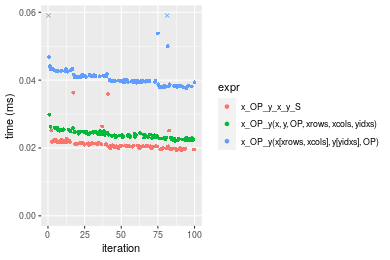 0.06
0.04
0.02
0.00
time (ms)
0
25
50
75
100
iteration
expr
x_OP_y_x_y_S
x_OP_y(x, y, OP, xrows, xcols, yidxs)
x_OP_y(x[xrows, xcols], y[yidxs], OP)